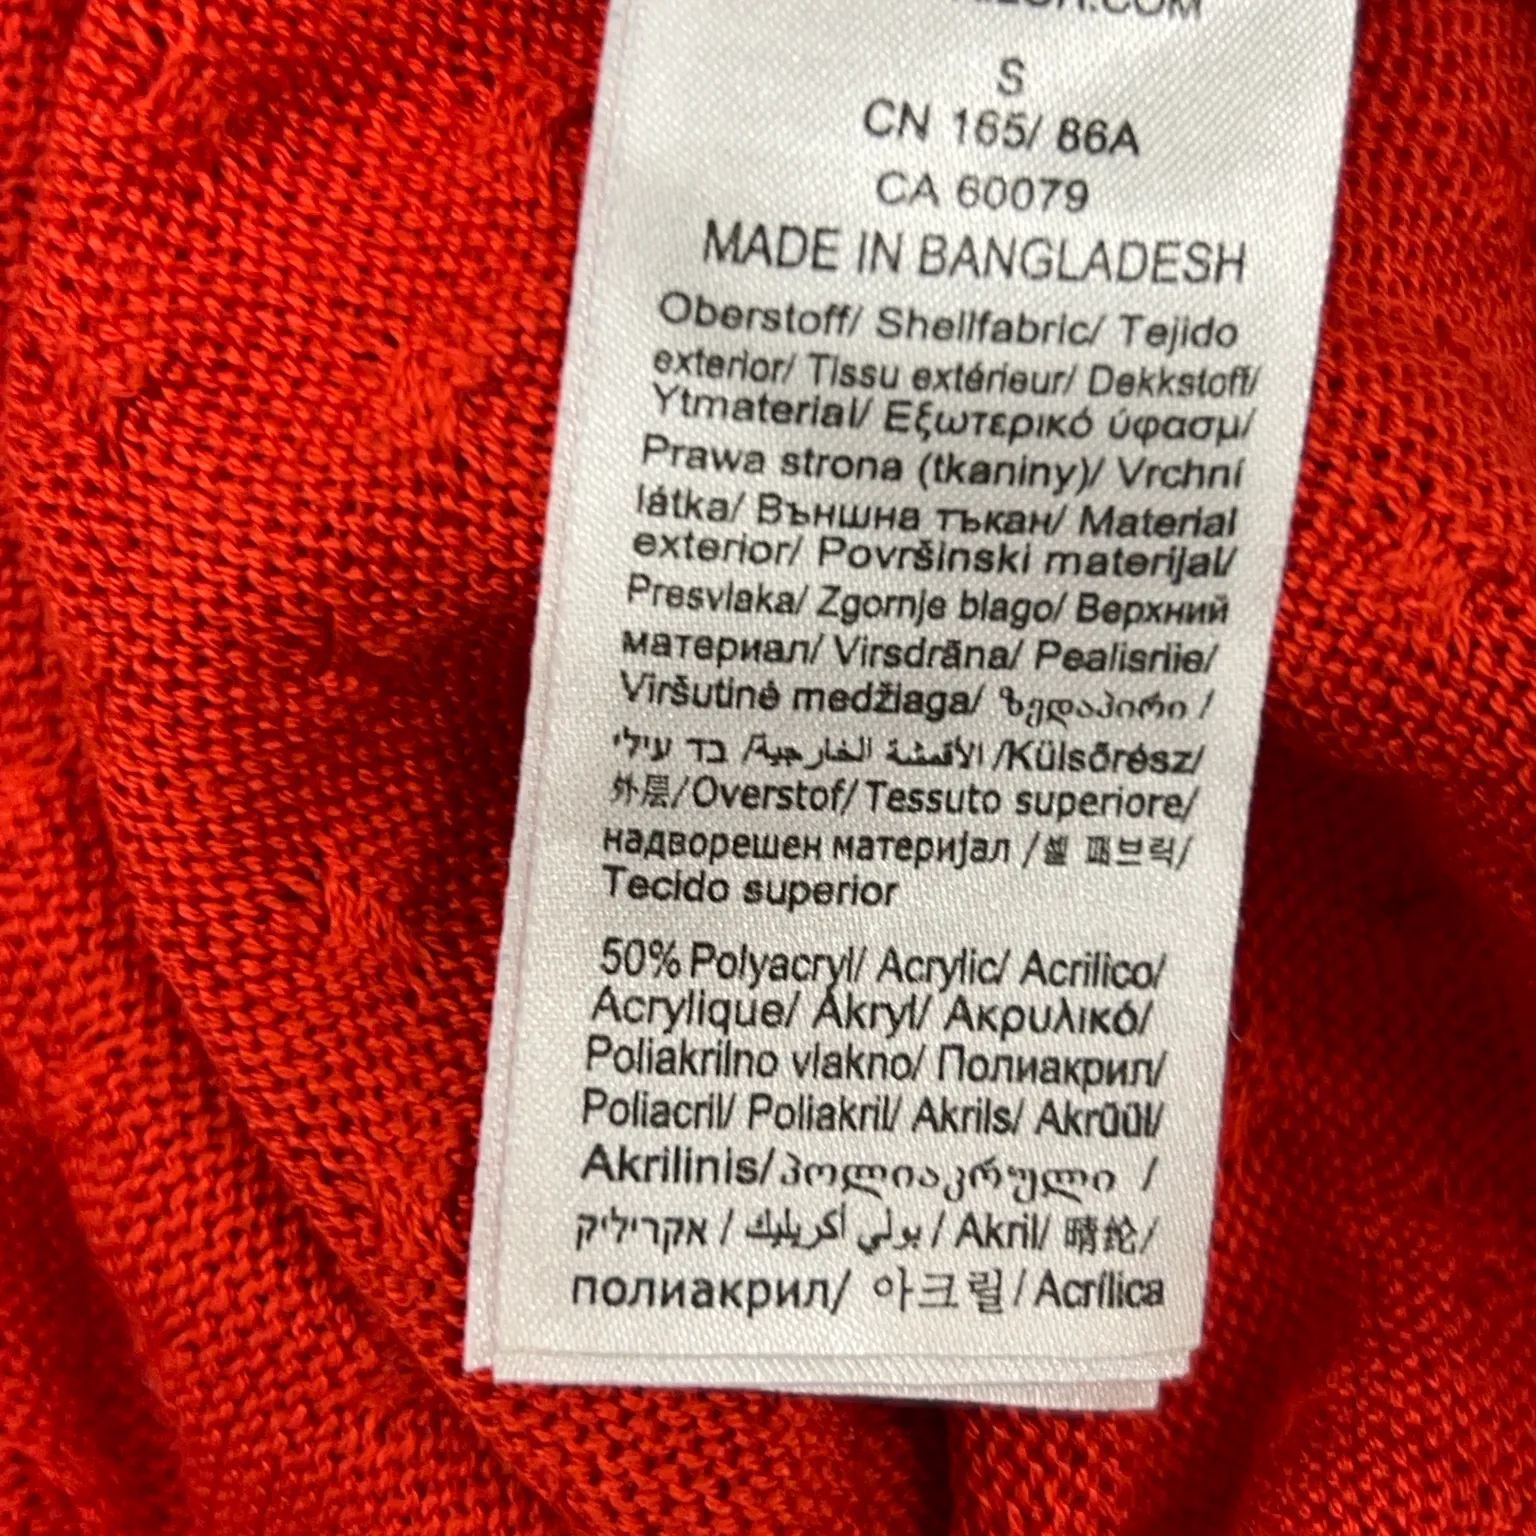 S
CN 165/ 86A
CA 60079
MADE IN BANGLADESH
Oberstoff/ Shellfabric/ Tejido
exterior/ Tissu extérieur/ Dekkstoff/
Ytmaterial/ Εξωτερικό ύφασμ/
Prawa strona (tkaniny)/ Vrchní
látka/ Външна тъкан/ Material
exterior/ Površinski materijal/
Presvlaka/ Zgornje blago/ Верхний
материал/ Virsdrāna/ Pealisriie/
Viršutinė medžiaga/ ზედაპირი /
בד עילי /الأقمشة الخارجية /Külsőrész/
外层/Overstof/ Tessuto superiore/
надворешен материјал /쉘 패브릭/
Tecido superior
50% Polyacryl/ Acrylic/ Acrilico/
Acrylique/ Akryl/ Ακρυλικό/
Poliakrilno vlakno/ Полиакрил/
Poliacril/ Poliakril/ Akrils/ Akrüül/
Akrilinis/პოლიაკრული /
אקריליק / بولي أكريليك / Akril/ 晴纶/
полиакрил/ 아크릴 / Acrílica